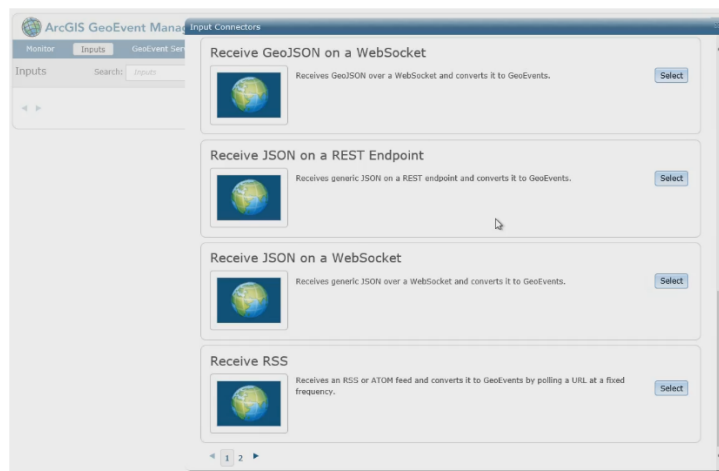 ArcGIS GeoEvent Manag
Input Connectors
Monitor
Inputs
GeoEvent Ser
Inputs
Search:
Inputs
Receive GeoJSON on a WebSocket
Receives GeoJSON over a WebSocket and converts it to GeoEvents.
Select
Receive JSON on a REST Endpoint
Receives generic JSON on a REST endpoint and converts it to GeoEvents.
Select
Receive JSON on a WebSocket
Receives generic JSON over a WebSocket and converts it to GeoEvents.
Select
Receive RSS
Receives an RSS or ATOM feed and converts it to GeoEvents by polling a URL at a fixed
frequency.
Select
1 2